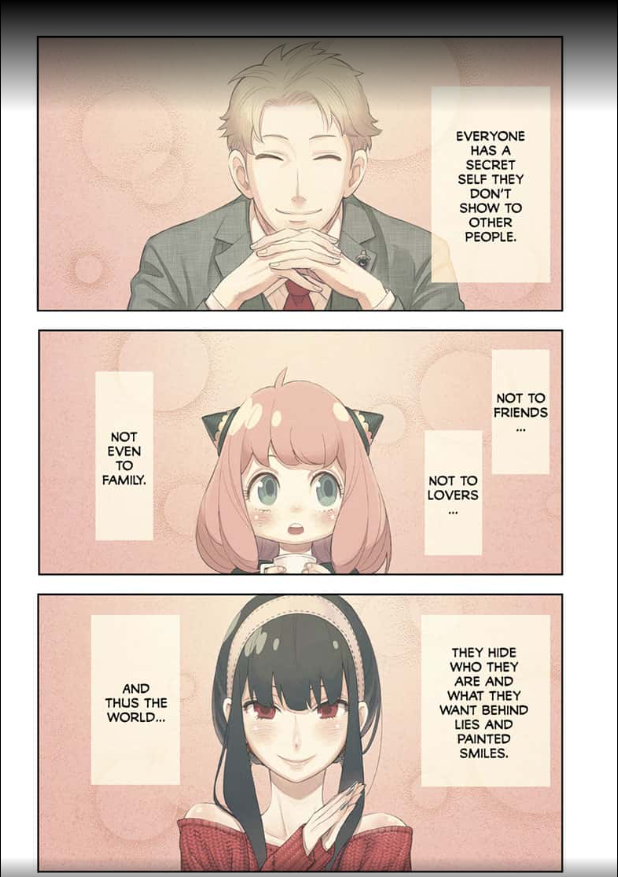 EVERYONE
HAS A
SECRET
SELF THEY
DON'T
SHOW TO
OTHER
PEOPLE.
NOT TO
FRIENDS
...
NOT TO
LOVERS
...
NOT
EVEN
TO
FAMILY.
THEY HIDE
WHO THEY
ARE AND
WHAT THEY
WANT BEHIND
LIES AND
PAINTED
SMILES.
AND
THUS THE
WORLD...